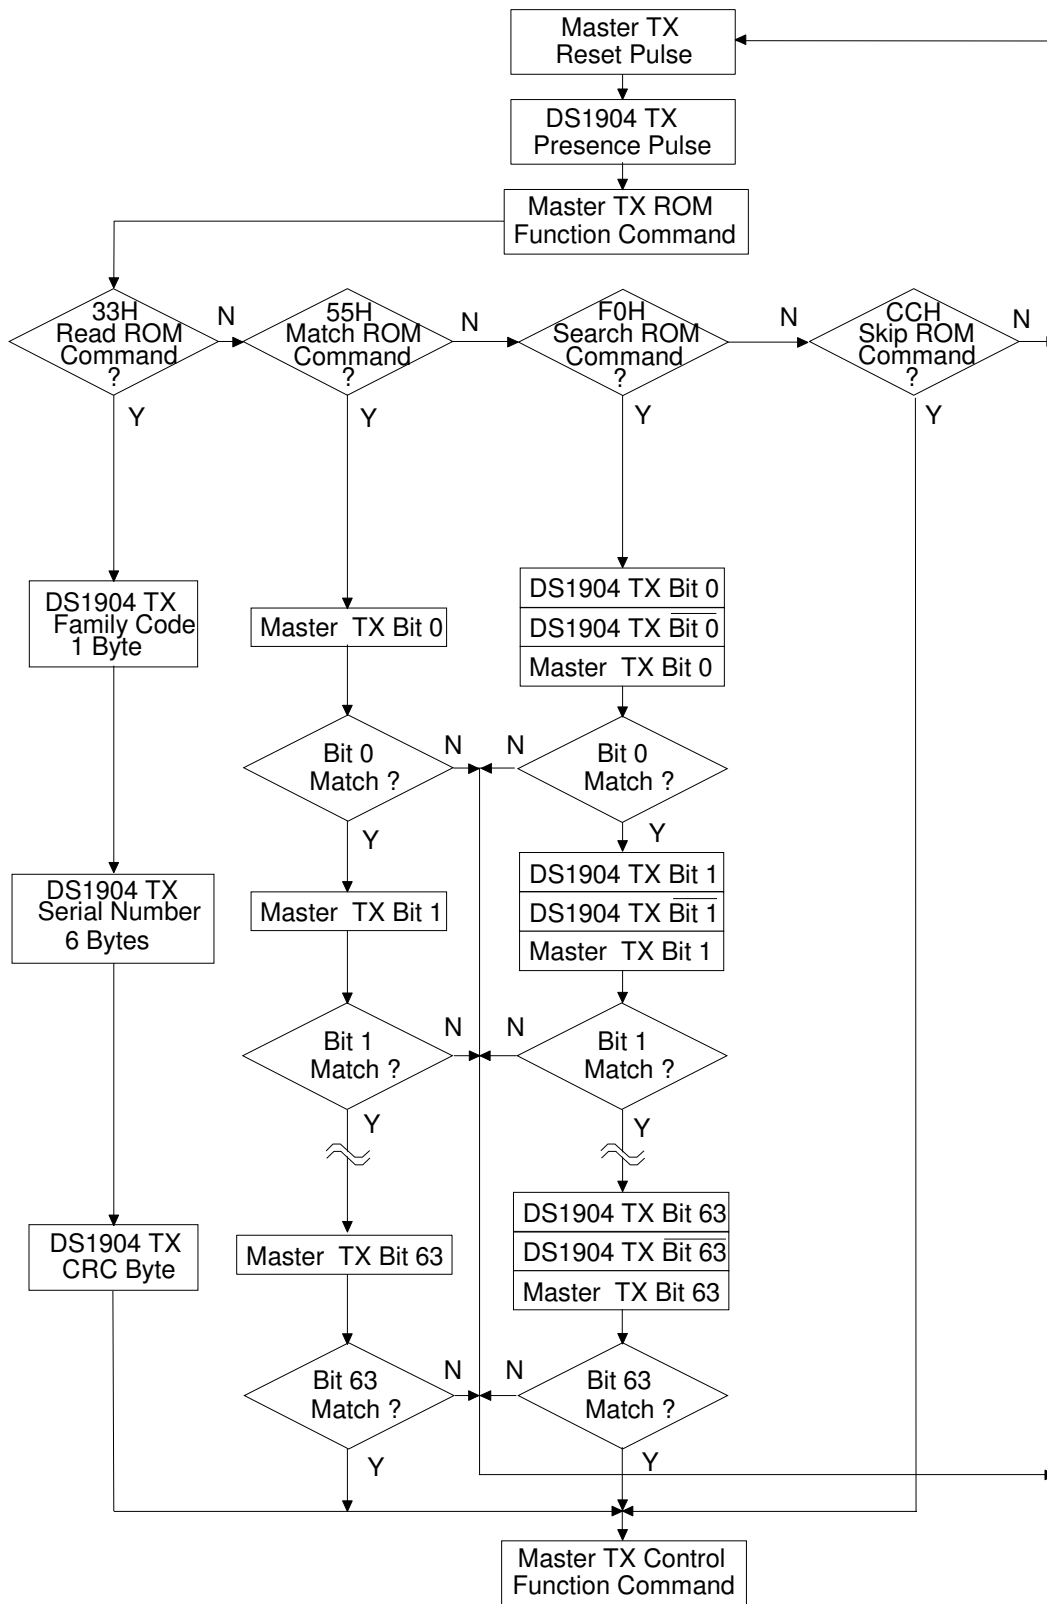 Master TX
Reset Pulse
DS1904 TX
Presence Pulse
Master TX ROM
Function Command
33H
Read ROM
Command
?
N
Y
55H
Match ROM
Command
?
N
Y
F0H
Search ROM
Command
?
N
Y
CCH
Skip ROM
Command
?
N
Y
DS1904 TX
Family Code
1 Byte
DS1904 TX
Serial Number
6 Bytes
DS1904 TX
CRC Byte
Master TX Bit 0
Bit 0
Match ?
N
Y
Master TX Bit 1
Bit 1
Match ?
N
Y
Master TX Bit 63
Bit 63
Match ?
N
Y
DS1904 TX Bit 0
DS1904 TX B̅i̅t̅ ̅0̅
Master TX Bit 0
Bit 0
Match ?
N
Y
DS1904 TX Bit 1
DS1904 TX B̅i̅t̅ ̅1̅
Master TX Bit 1
Bit 1
Match ?
N
Y
DS1904 TX Bit 63
DS1904 TX B̅i̅t̅ ̅6̅3̅
Master TX Bit 63
Bit 63
Match ?
N
Y
Master TX Control
Function Command